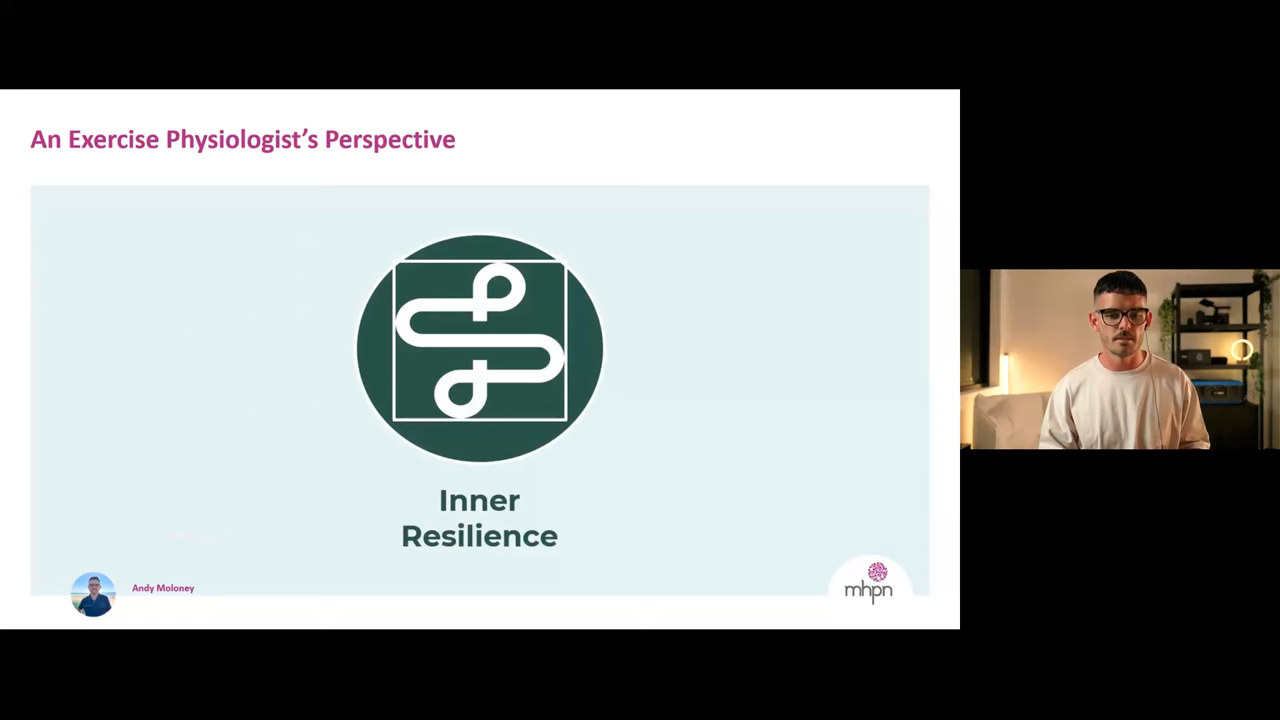 An Exercise Physiologist’s Perspective
Inner
Resilience
Andy Moloney
mhpn